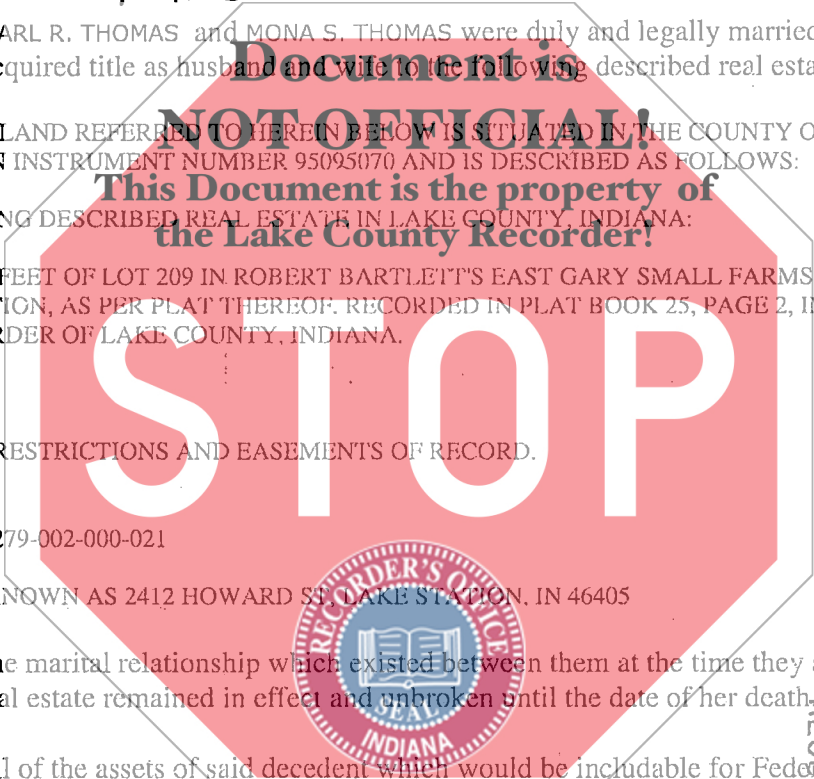 ARL R. THOMAS and MONA S. THOMAS were duly and legally married
Document is
cquired title as husband and wife to the following described real esta
NOT OFFICIAL!
LAND REFERRED TO HEREIN BELOW IS SITUATED IN THE COUNTY O
N INSTRUMENT NUMBER 95095070 AND IS DESCRIBED AS FOLLOWS:
This Document is the property of
NG DESCRIBED REAL ESTATE IN LAKE COUNTY, INDIANA:
the Lake County Recorder!
FEET OF LOT 209 IN ROBERT BARTLETT'S EAST GARY SMALL FARMS
ION, AS PER PLAT THEREOF, RECORDED IN PLAT BOOK 25, PAGE 2, IN
RDER OF LAKE COUNTY, INDIANA.
STOP
RESTRICTIONS AND EASEMENTS OF RECORD.
279-002-000-021
NOWN AS 2412 HOWARD ST, LAKE STATION, IN 46405
RECORDER'S OFFICE
SEAL
INDIANA
e marital relationship which existed between them at the time they a
al estate remained in effect and unbroken until the date of her death
l of the assets of said decedent which would be includable for Feder